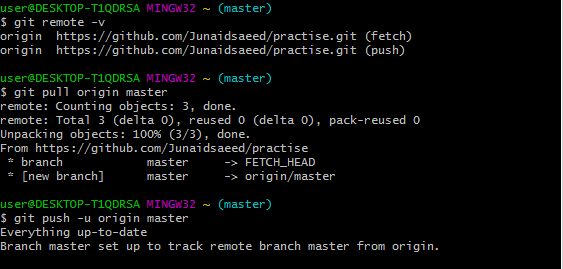 user@DESKTOP-T1QDRSA MINGW32 ~ (master)
$ git remote -v
origin  https://github.com/Junaidsaeed/practise.git (fetch)
origin  https://github.com/Junaidsaeed/practise.git (push)
user@DESKTOP-T1QDRSA MINGW32 ~ (master)
$ git pull origin master
remote: Counting objects: 3, done.
remote: Total 3 (delta 0), reused 0 (delta 0), pack-reused 0
Unpacking objects: 100% (3/3), done.
From https://github.com/Junaidsaeed/practise
 * branch            master     -> FETCH_HEAD
 * [new branch]      master     -> origin/master
user@DESKTOP-T1QDRSA MINGW32 ~ (master)
$ git push -u origin master
Everything up-to-date
Branch master set up to track remote branch master from origin.